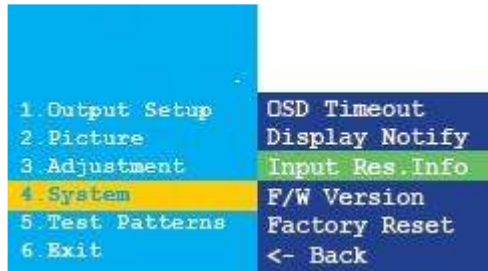 1.Output Setup
2.Picture
3.Adjustment
4.System
5.Test Patterns
6.Exit
OSD Timeout
Display Notify
Input Res.Info
F/W Version
Factory Reset
<- Back